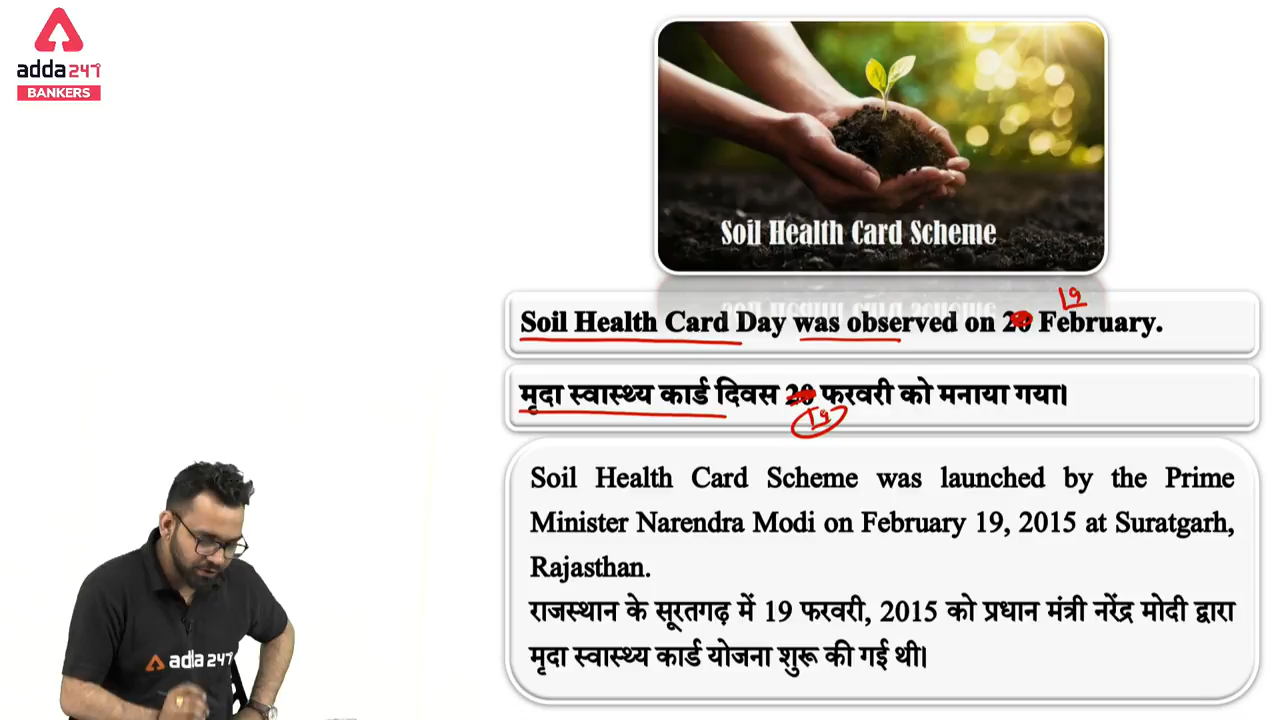 adda247
BANKERS
Soil Health Card Scheme
19
Soil Health Card Day was observed on 20 February.
मृदा स्वास्थ्य कार्ड दिवस 20 फरवरी को मनाया गया।
19
Soil Health Card Scheme was launched by the Prime
Minister Narendra Modi on February 19, 2015 at Suratgarh,
Rajasthan.
राजस्थान के सूरतगढ़ में 19 फरवरी, 2015 को प्रधान मंत्री नरेंद्र मोदी द्वारा
मृदा स्वास्थ्य कार्ड योजना शुरू की गई थी।
adda 247